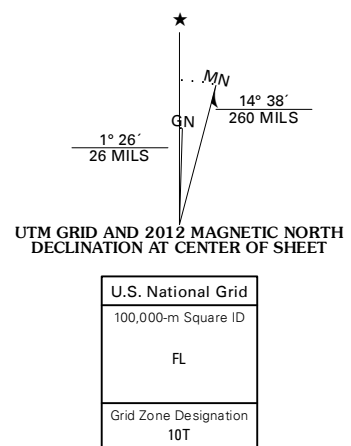 ★
MN
GN
14° 38´
260 MILS
1° 26´
26 MILS
UTM GRID AND 2012 MAGNETIC NORTH
DECLINATION AT CENTER OF SHEET
U.S. National Grid
100,000-m Square ID
FL
Grid Zone Designation
10T